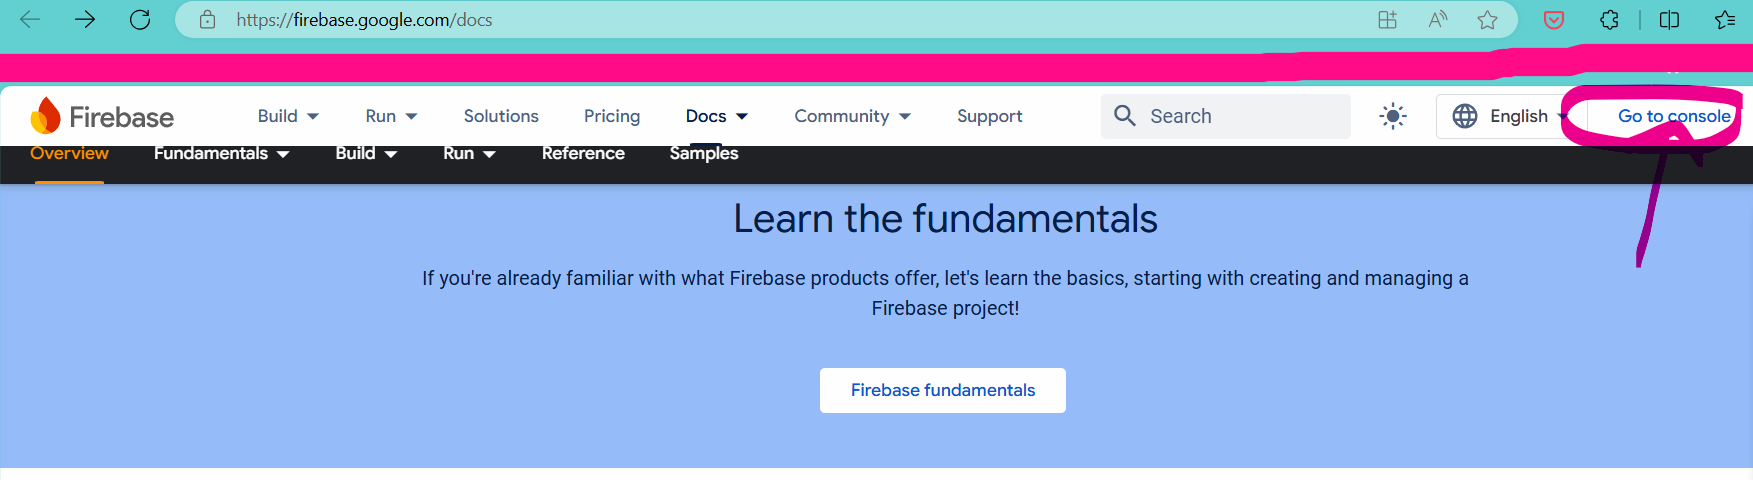 https://firebase.google.com/docs
Firebase Build Run Solutions Pricing Docs Community Support Search English Go to console
Overview Fundamentals Build Run Reference Samples
Learn the fundamentals
If you're already familiar with what Firebase products offer, let's learn the basics, starting with creating and managing a
Firebase project!
Firebase fundamentals